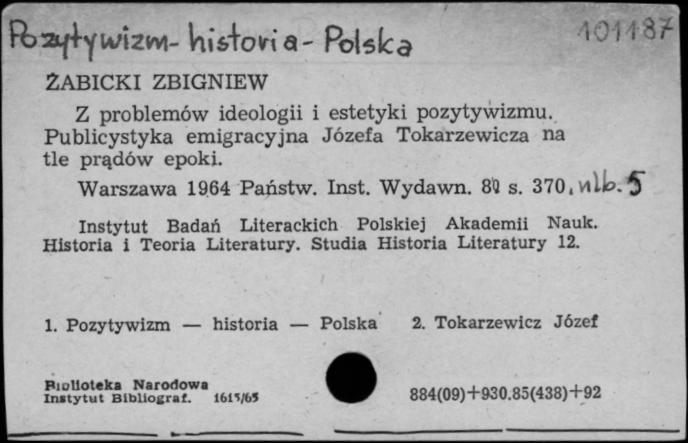 Pozytywizm - historia - Polska
101187
ŻABICKI ZBIGNIEW
Z problemów ideologii i estetyki pozytywizmu.
Publicystyka emigracyjna Józefa Tokarzewicza na
tle prądów epoki.
Warszawa 1964 Państw. Inst. Wydawn. 80 s. 370, nlb. 5
Instytut Badań Literackich Polskiej Akademii Nauk.
Historia i Teoria Literatury. Studia Historia Literatury 12.
1. Pozytywizm — historia — Polska 2. Tokarzewicz Józef
Biblioteka Narodowa
Instytut Bibliograf. 1615/65
884(09)+930.85(438)+92